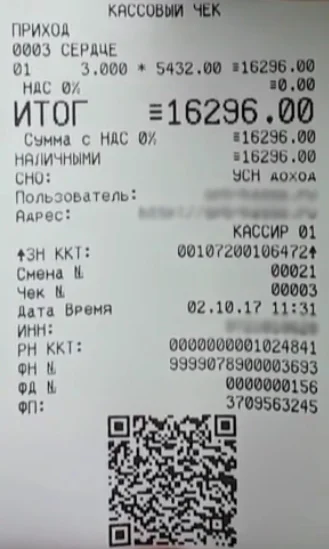 КАССОВЫЙ ЧЕК
ПРИХОД
0003 СЕРДЦЕ
01 3.000 * 5432.00 ≡16296.00
НДС 0% ≡0.00
ИТОГ ≡16296.00
Сумма с НДС 0% ≡16296.00
НАЛИЧНЫМИ ≡16296.00
СНО: УСН доход
Пользователь:
Адрес:
КАССИР 01
↑ЗН ККТ: 00107200106472↑
Смена № 00021
Чек № 00003
Дата Время 02.10.17 11:31
ИНН:
РН ККТ: 0000000001024841
ФН № 9999078900003693
ФД № 0000000156
ФП: 3709563245